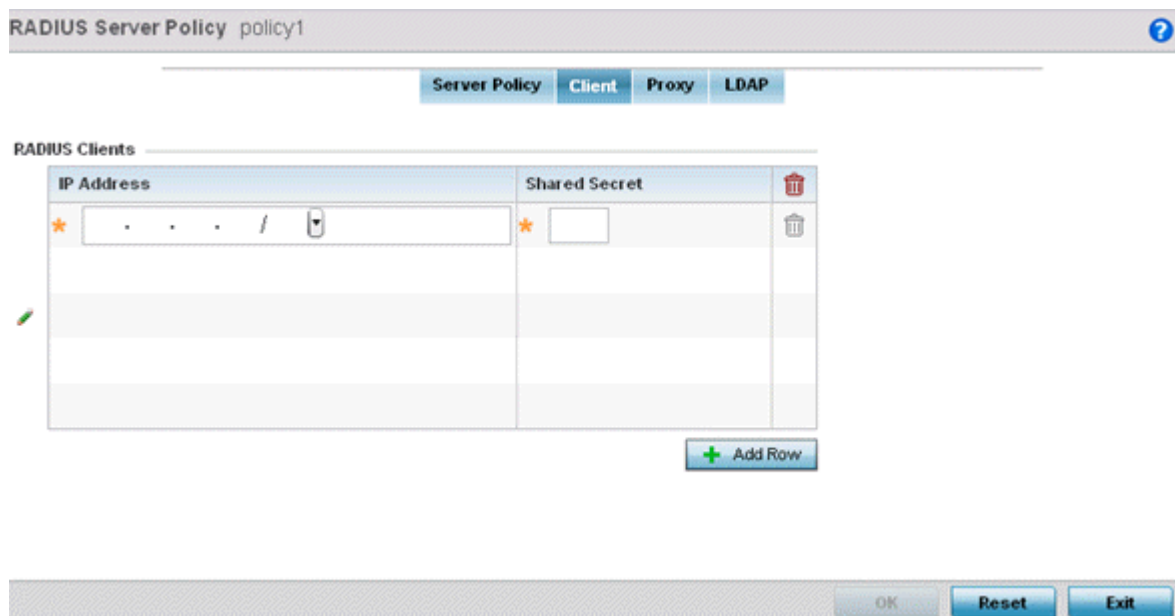 RADIUS Server Policy policy1
?
Server Policy Client Proxy LDAP
RADIUS Clients
IP Address Shared Secret
* . . . / *
+ Add Row
OK Reset Exit